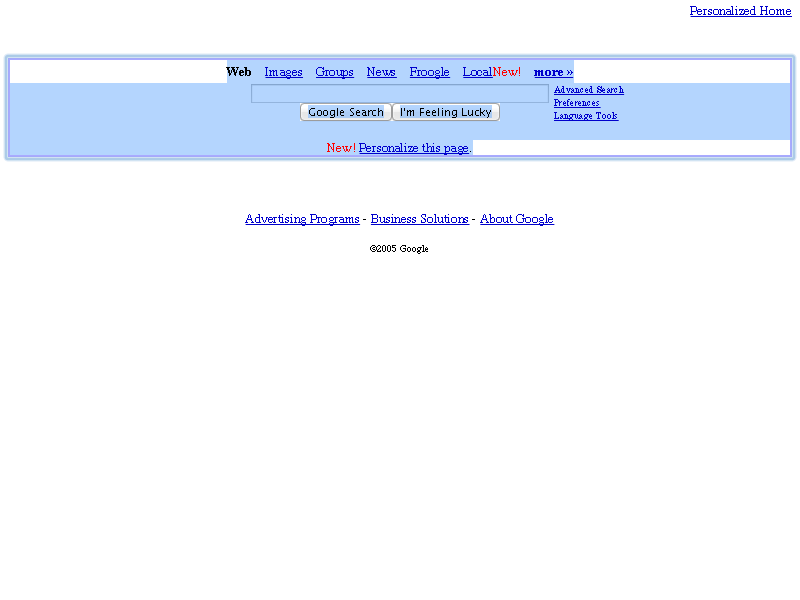 Personalized Home
Web Images Groups News Froogle LocalNew! more »
Advanced Search
Preferences
Language Tools
Google Search I'm Feeling Lucky
New! Personalize this page.
Advertising Programs - Business Solutions - About Google
©2005 Google